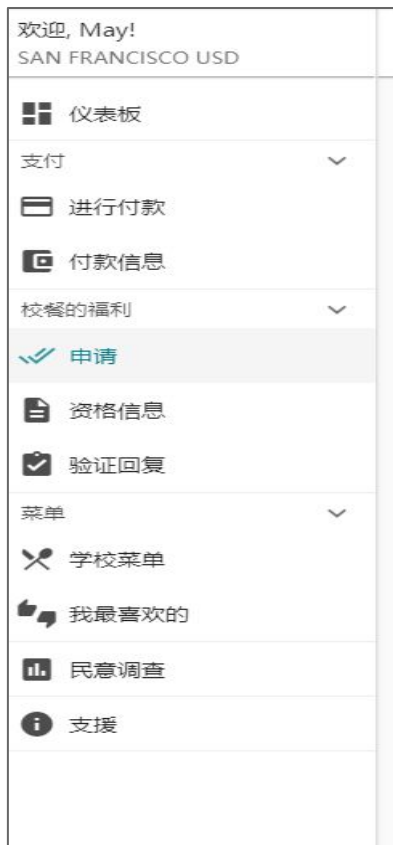 欢迎, May!
SAN FRANCISCO USD
仪表板
支付
进行付款
付款信息
校餐的福利
申请
资格信息
验证回复
菜单
学校菜单
我最喜欢的
民意调查
支援